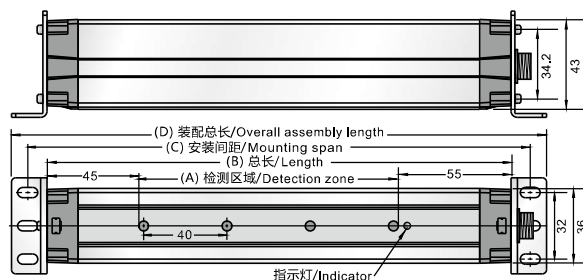 34.2
43
(D) 装配总长/Overall assembly length
(C) 安装间距/Mounting span
(B) 总长/Length
45
(A) 检测区域/Detection zone
55
40
32
36
指示灯/Indicator